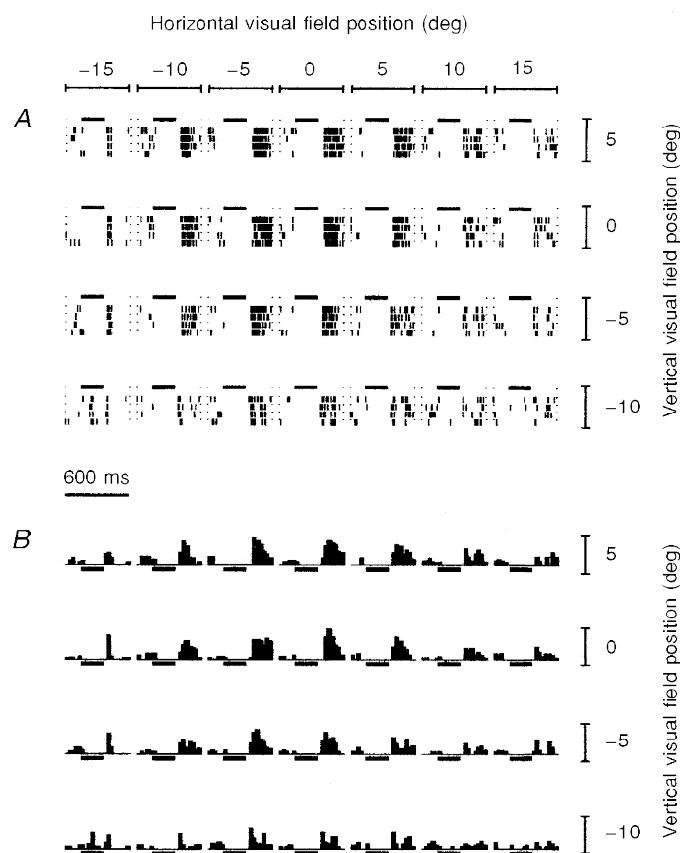 Horizontal visual field position (deg)
−15 −10 −5 0 5 10 15
A
5
0
−5
−10
Vertical visual field position (deg)
600 ms
B
5
0
−5
−10
Vertical visual field position (deg)